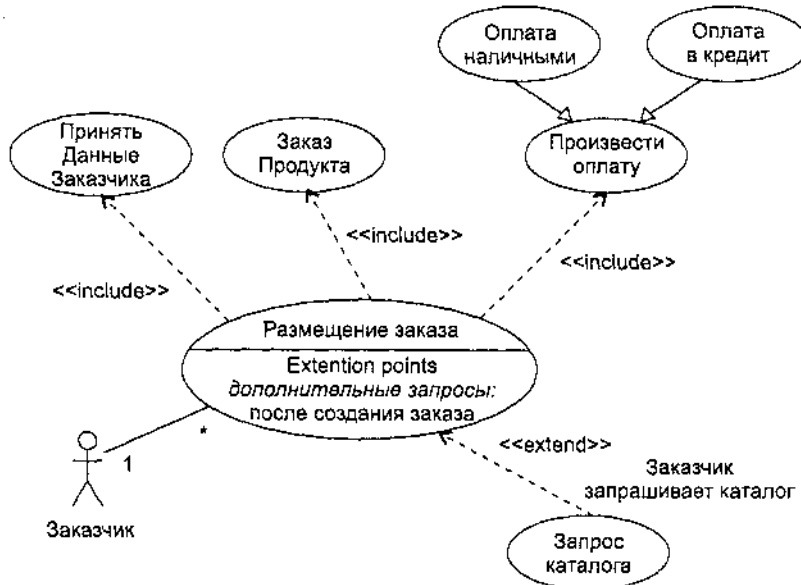 Оплата
наличными
Оплата
в кредит
Принять
Данные
Заказчика
Заказ
Продукта
Произвести
оплату
<<include>>
<<include>>
<<include>>
Размещение заказа
Extention points
дополнительные запросы:
после создания заказа
*
1
Заказчик
<<extend>>
Заказчик
запрашивает каталог
Запрос
каталога